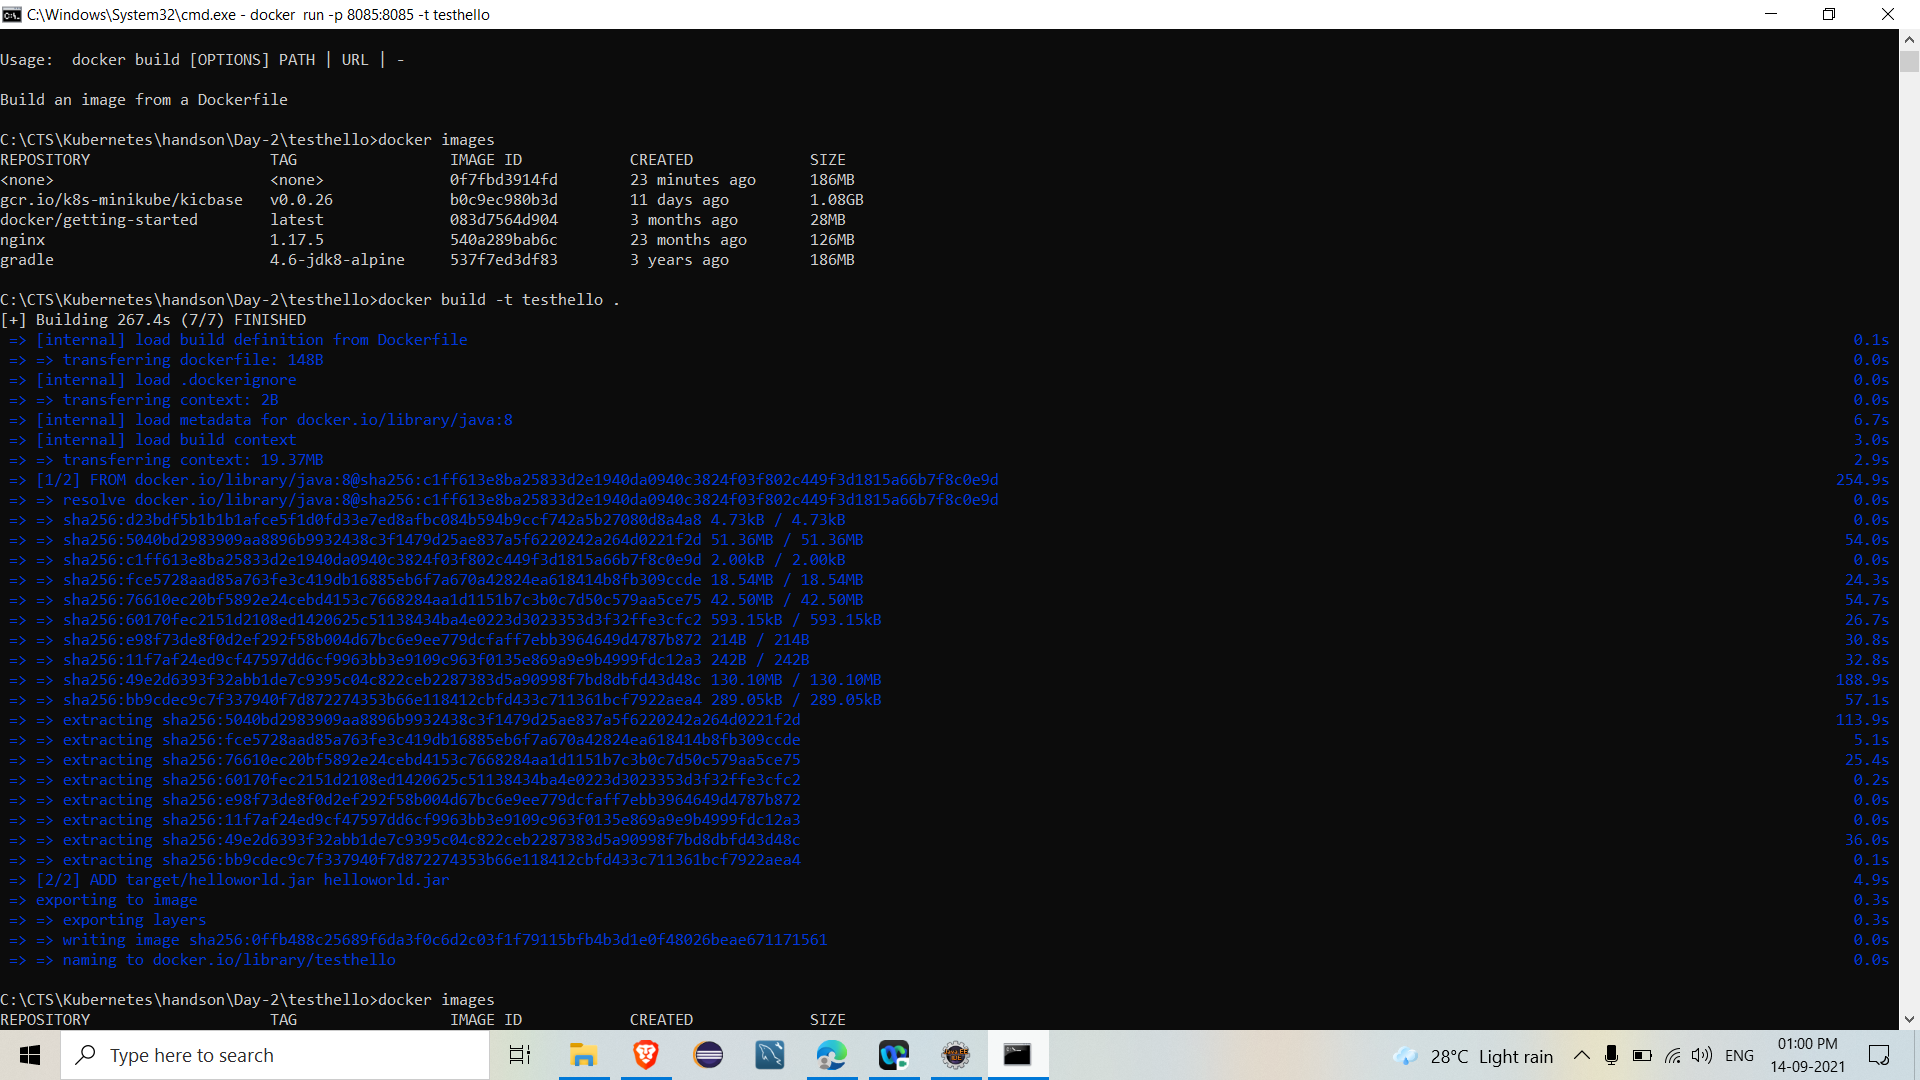 C:\Windows\System32\cmd.exe - docker  run -p 8085:8085 -t testhello
Usage:  docker build [OPTIONS] PATH | URL | -
Build an image from a Dockerfile
C:\CTS\Kubernetes\handson\Day-2\testhello>docker images
REPOSITORY TAG IMAGE ID CREATED SIZE
<none> <none> 0f7fbd3914fd 23 minutes ago 186MB
gcr.io/k8s-minikube/kicbase v0.0.26 b0c9ec980b3d 11 days ago 1.08GB
docker/getting-started latest 083d7564d904 3 months ago 28MB
nginx 1.17.5 540a289bab6c 23 months ago 126MB
gradle 4.6-jdk8-alpine 537f7ed3df83 3 years ago 186MB
C:\CTS\Kubernetes\handson\Day-2\testhello>docker build -t testhello .
[+] Building 267.4s (7/7) FINISHED
=> [internal] load build definition from Dockerfile 0.1s
=> => transferring dockerfile: 148B 0.0s
=> [internal] load .dockerignore 0.0s
=> => transferring context: 2B 0.0s
=> [internal] load metadata for docker.io/library/java:8 6.7s
=> [internal] load build context 3.0s
=> => transferring context: 19.37MB 2.9s
=> [1/2] FROM docker.io/library/java:8@sha256:c1ff613e8ba25833d2e1940da0940c3824f03f802c449f3d1815a66b7f8c0e9d 254.9s
=> => resolve docker.io/library/java:8@sha256:c1ff613e8ba25833d2e1940da0940c3824f03f802c449f3d1815a66b7f8c0e9d 0.0s
=> => sha256:d23bdf5b1b1b1afce5f1d0fd33e7ed8afbc084b594b9ccf742a5b27080d8a4a8 4.73kB / 4.73kB 0.0s
=> => sha256:5040bd2983909aa8896b9932438c3f1479d25ae837a5f6220242a264d0221f2d 51.36MB / 51.36MB 54.0s
=> => sha256:c1ff613e8ba25833d2e1940da0940c3824f03f802c449f3d1815a66b7f8c0e9d 2.00kB / 2.00kB 0.0s
=> => sha256:fce5728aad85a763fe3c419db16885eb6f7a670a42824ea618414b8fb309ccde 18.54MB / 18.54MB 24.3s
=> => sha256:76610ec20bf5892e24cebd4153c7668284aa1d1151b7c3b0c7d50c579aa5ce75 42.50MB / 42.50MB 54.7s
=> => sha256:60170fec2151d2108ed1420625c51138434ba4e0223d3023353d3f32ffe3cfc2 593.15kB / 593.15kB 26.7s
=> => sha256:e98f73de8f0d2ef292f58b004d67bc6e9ee779dcfaff7ebb3964649d4787b872 214B / 214B 30.8s
=> => sha256:11f7af24ed9cf47597dd6cf9963bb3e9109c963f0135e869a9e9b4999fdc12a3 242B / 242B 32.8s
=> => sha256:49e2d6393f32abb1de7c9395c04c822ceb2287383d5a90998f7bd8dbfd43d48c 130.10MB / 130.10MB 188.9s
=> => sha256:bb9cdec9c7f337940f7d872274353b66e118412cbfd433c711361bcf7922aea4 289.05kB / 289.05kB 57.1s
=> => extracting sha256:5040bd2983909aa8896b9932438c3f1479d25ae837a5f6220242a264d0221f2d 113.9s
=> => extracting sha256:fce5728aad85a763fe3c419db16885eb6f7a670a42824ea618414b8fb309ccde 5.1s
=> => extracting sha256:76610ec20bf5892e24cebd4153c7668284aa1d1151b7c3b0c7d50c579aa5ce75 25.4s
=> => extracting sha256:60170fec2151d2108ed1420625c51138434ba4e0223d3023353d3f32ffe3cfc2 0.2s
=> => extracting sha256:e98f73de8f0d2ef292f58b004d67bc6e9ee779dcfaff7ebb3964649d4787b872 0.0s
=> => extracting sha256:11f7af24ed9cf47597dd6cf9963bb3e9109c963f0135e869a9e9b4999fdc12a3 0.0s
=> => extracting sha256:49e2d6393f32abb1de7c9395c04c822ceb2287383d5a90998f7bd8dbfd43d48c 36.0s
=> => extracting sha256:bb9cdec9c7f337940f7d872274353b66e118412cbfd433c711361bcf7922aea4 0.1s
=> [2/2] ADD target/helloworld.jar helloworld.jar 4.9s
=> exporting to image 0.3s
=> => exporting layers 0.3s
=> => writing image sha256:0ffb488c25689f6da3f0c6d2c03f1f79115bfb4b3d1e0f48026beae671171561 0.0s
=> => naming to docker.io/library/testhello 0.0s
C:\CTS\Kubernetes\handson\Day-2\testhello>docker images
REPOSITORY TAG IMAGE ID CREATED SIZE
Type here to search
28°C Light rain
ENG
01:00 PM
14-09-2021